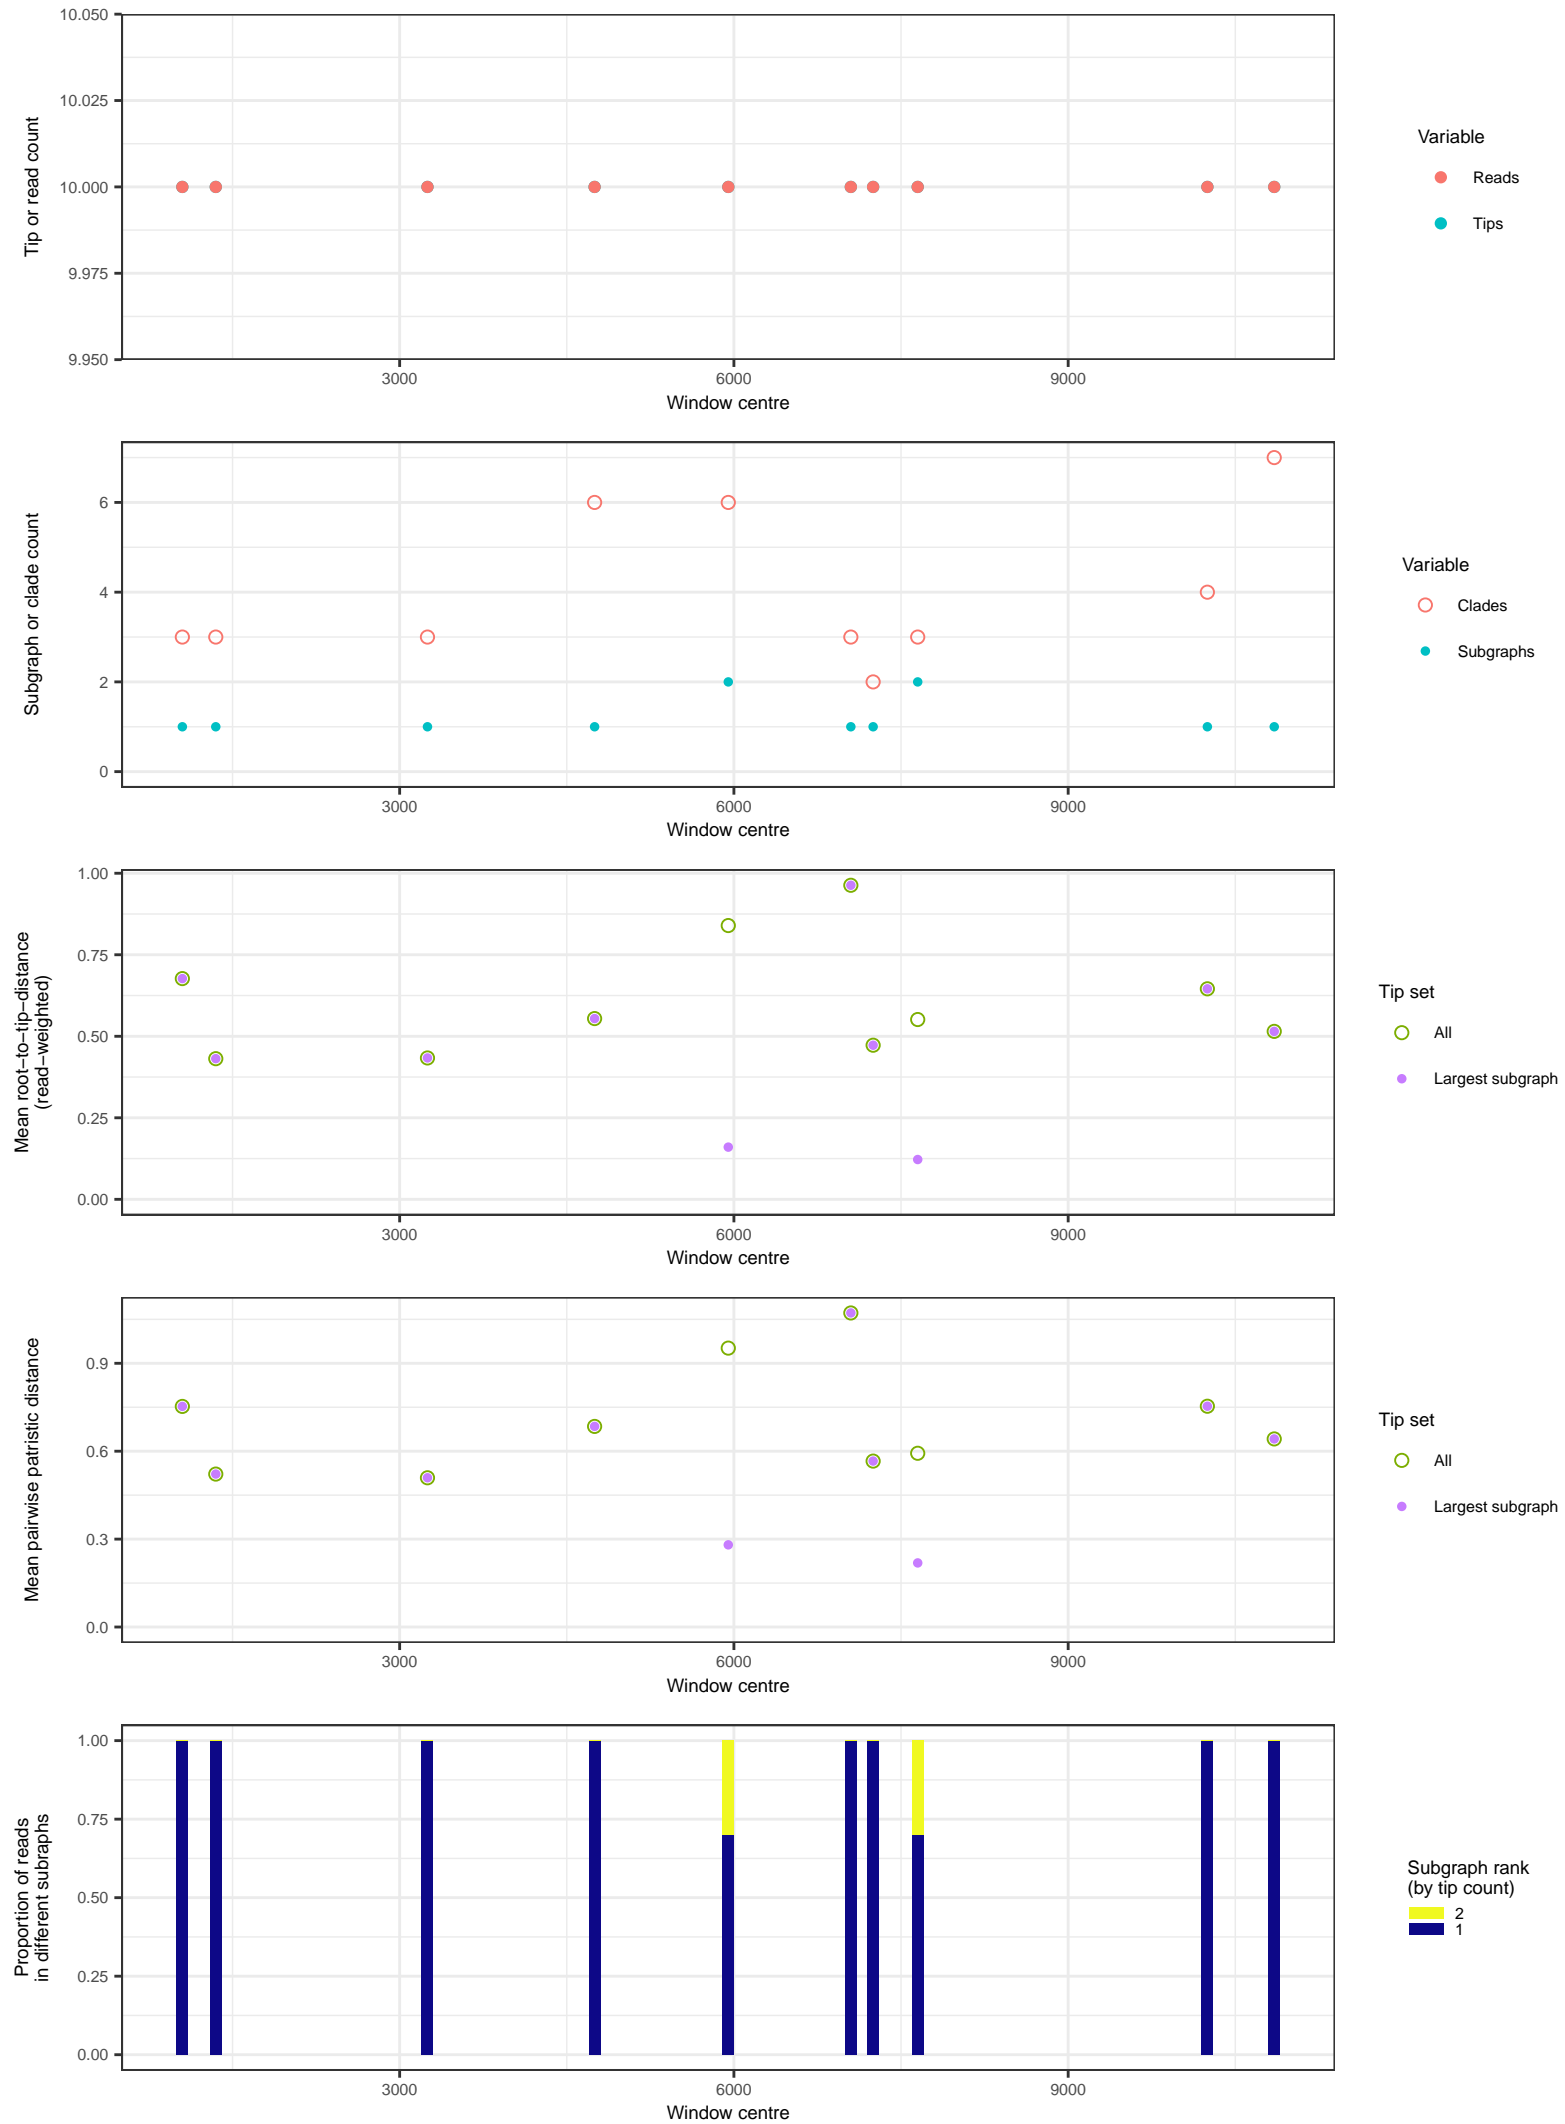 Tip or read count
10.050
10.025
10.000
9.975
9.950
3000
6000
9000
Window centre
Variable
Reads
Tips
Subgraph or clade count
6
4
2
0
3000
6000
9000
Window centre
Variable
Clades
Subgraphs
Mean root−to−tip−distance
(read−weighted)
1.00
0.75
0.50
0.25
0.00
3000
6000
9000
Window centre
Tip set
All
Largest subgraph
Mean pairwise patristic distance
0.9
0.6
0.3
0.0
3000
6000
9000
Window centre
Tip set
All
Largest subgraph
Proportion of reads
in different subraphs
1.00
0.75
0.50
0.25
0.00
3000
6000
9000
Window centre
Subgraph rank
(by tip count)
2
1